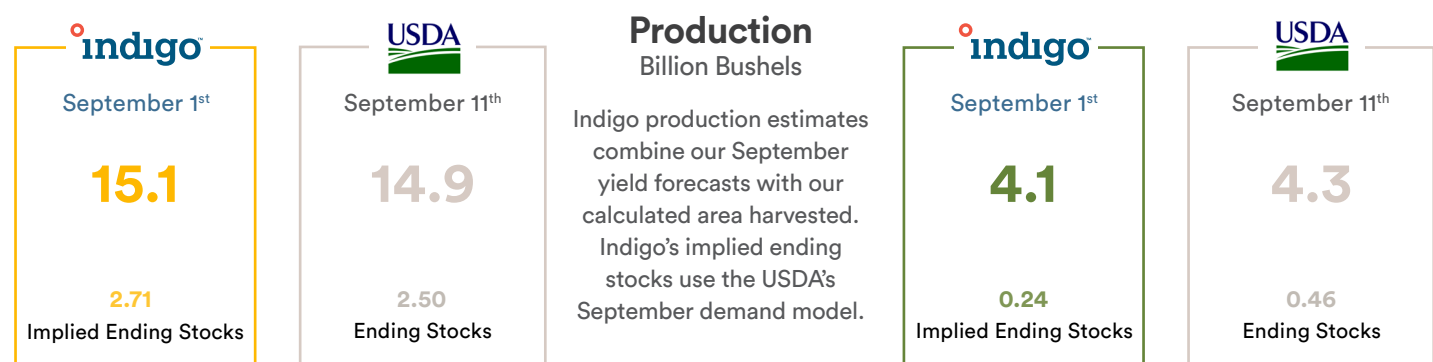 indigo™
September 1st
15.1
2.71
Implied Ending Stocks
USDA
September 11th
14.9
2.50
Ending Stocks
Production
Billion Bushels
Indigo production estimates
combine our September
yield forecasts with our
calculated area harvested.
Indigo's implied ending
stocks use the USDA's
September demand model.
indigo™
September 1st
4.1
0.24
Implied Ending Stocks
USDA
September 11th
4.3
0.46
Ending Stocks